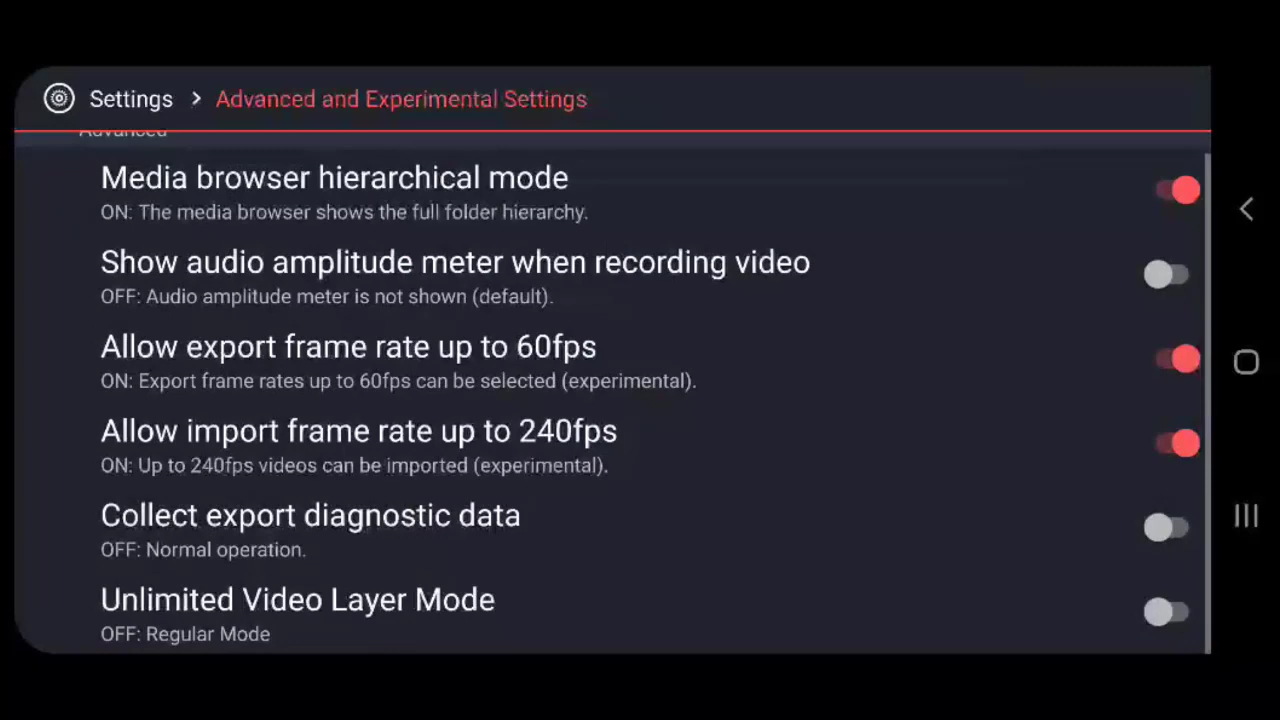 Settings > Advanced and Experimental Settings
Advanced
Media browser hierarchical mode
ON: The media browser shows the full folder hierarchy.
Show audio amplitude meter when recording video
OFF: Audio amplitude meter is not shown (default).
Allow export frame rate up to 60fps
ON: Export frame rates up to 60fps can be selected (experimental).
Allow import frame rate up to 240fps
ON: Up to 240fps videos can be imported (experimental).
Collect export diagnostic data
OFF: Normal operation.
Unlimited Video Layer Mode
OFF: Regular Mode